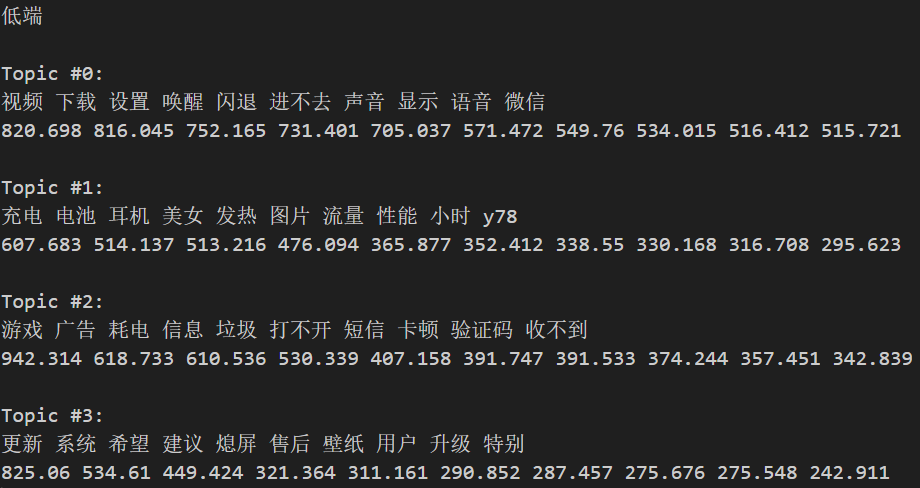 低端
Topic #0:
视频 下载 设置 唤醒 闪退 进不去 声音 显示 语音 微信
820.698 816.045 752.165 731.401 705.037 571.472 549.76 534.015 516.412 515.721
Topic #1:
充电 电池 耳机 美女 发热 图片 流量 性能 小时 y78
607.683 514.137 513.216 476.094 365.877 352.412 338.55 330.168 316.708 295.623
Topic #2:
游戏 广告 耗电 信息 垃圾 打不开 短信 卡顿 验证码 收不到
942.314 618.733 610.536 530.339 407.158 391.747 391.533 374.244 357.451 342.839
Topic #3:
更新 系统 希望 建议 熄屏 售后 壁纸 用户 升级 特别
825.06 534.61 449.424 321.364 311.161 290.852 287.457 275.676 275.548 242.911